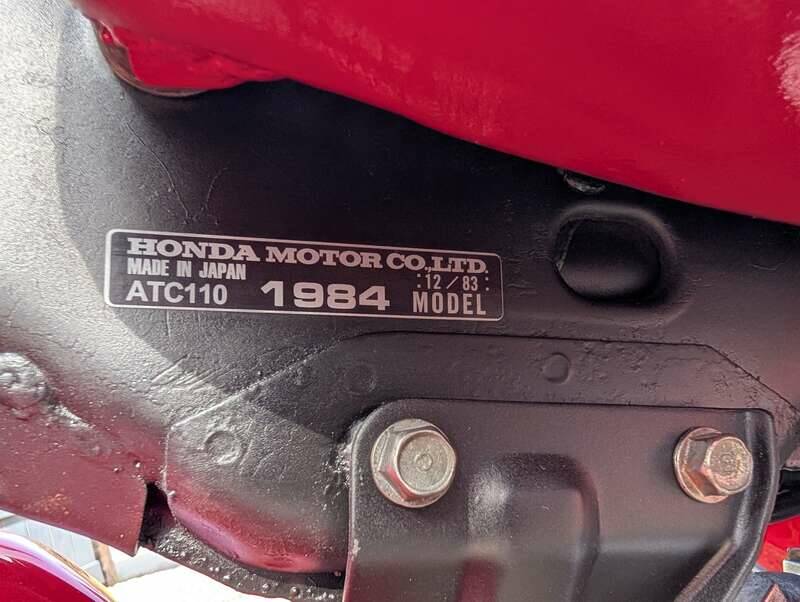 HONDA MOTOR CO.,LTD.
MADE IN JAPAN :12/83:
ATC110 1984 MODEL